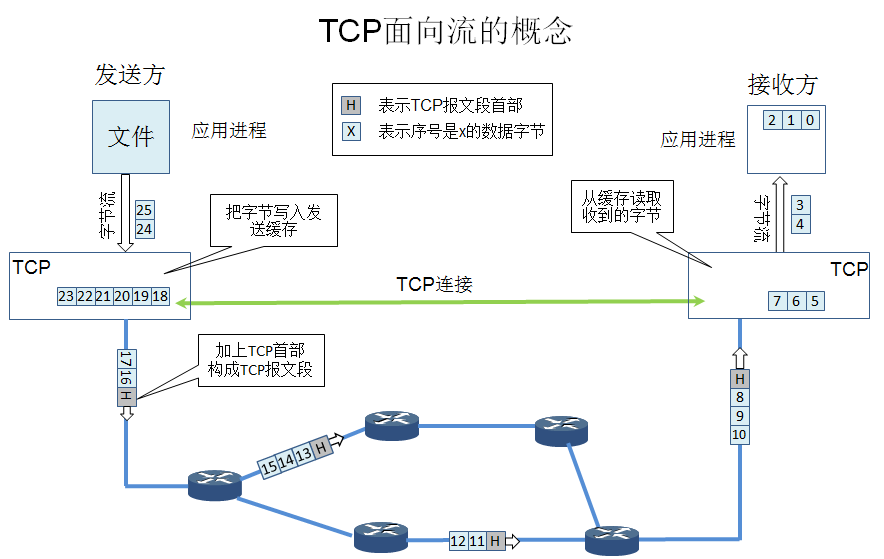 TCP面向流的概念
发送方
接收方
H 表示TCP报文段首部
X 表示序号是x的数据字节
文件
应用进程
应用进程
2 1 0
字节流
25
24
把字节写入发
送缓存
从缓存读取
收到的字节
3
4
字节流
TCP
23 22 21 20 19 18
TCP连接
TCP
7 6 5
17 16 H
加上TCP首部
构成TCP报文段
H
8
9
10
15 14 13 H
12 11 H